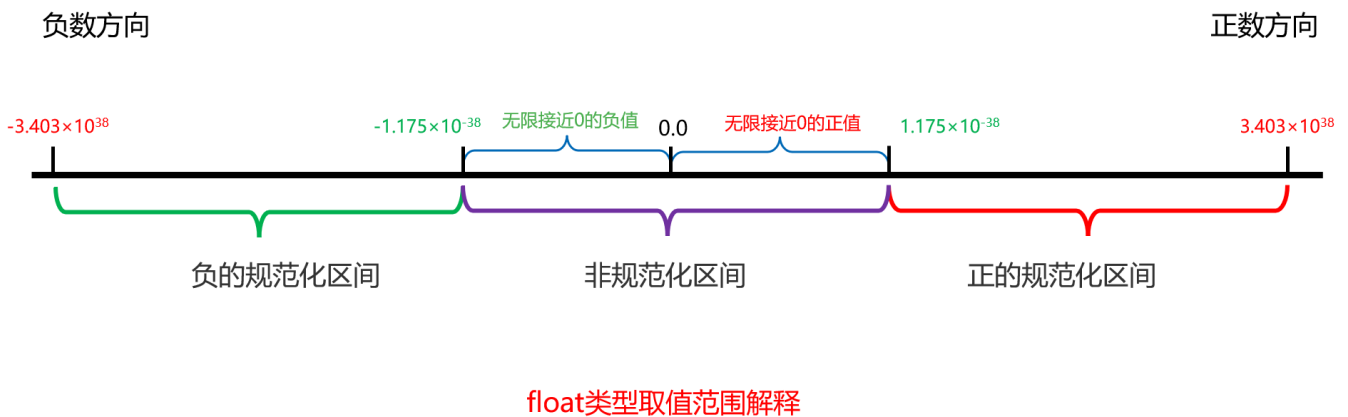 负数方向
正数方向
-3.403×10³⁸
-1.175×10⁻³⁸
无限接近0的负值
0.0
无限接近0的正值
1.175×10⁻³⁸
3.403×10³⁸
负的规范化区间
非规范化区间
正的规范化区间
float类型取值范围解释